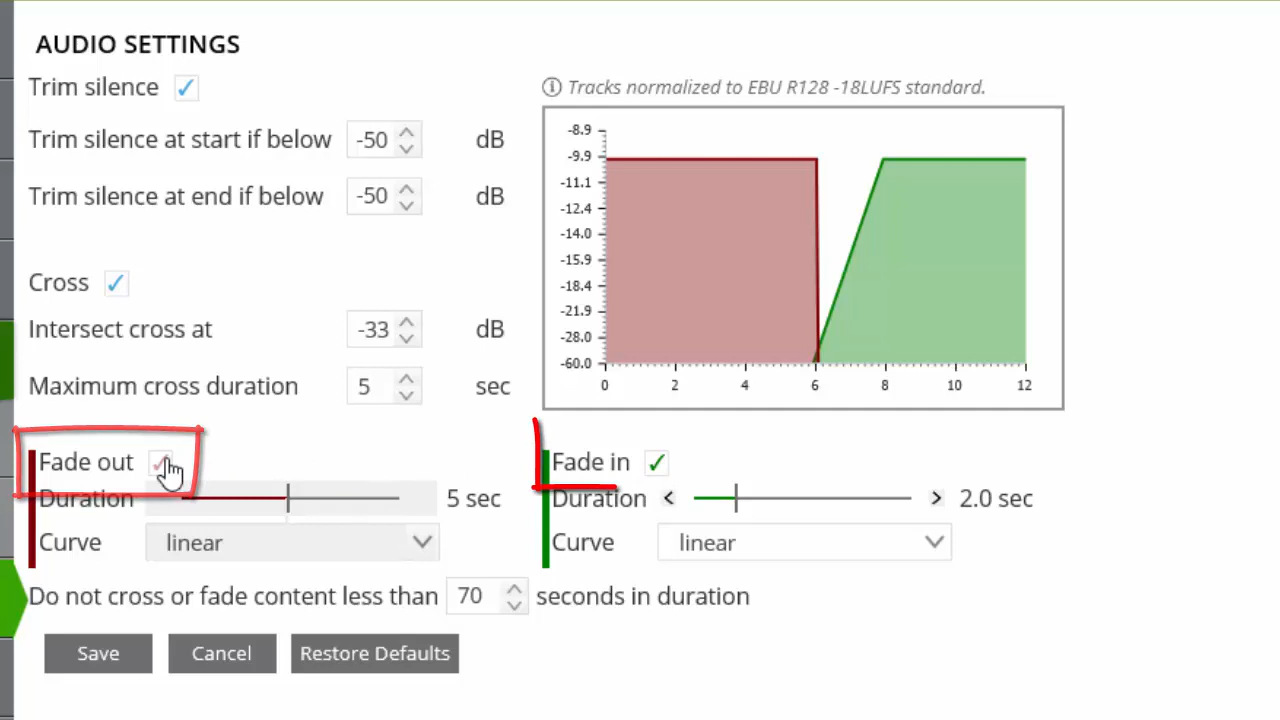 AUDIO SETTINGS
Trim silence
Tracks normalized to EBU R128 -18LUFS standard.
Trim silence at start if below -50 dB
Trim silence at end if below -50 dB
Cross
Intersect cross at -33 dB
Maximum cross duration 5 sec
-8.9
-9.9
-11.1
-12.4
-14.0
-15.9
-18.4
-21.9
-28.0
-60.0
0 2 4 6 8 10 12
Fade out
Duration 5 sec
Curve linear
Fade in
Duration < > 2.0 sec
Curve linear
Do not cross or fade content less than 70 seconds in duration
Save Cancel Restore Defaults